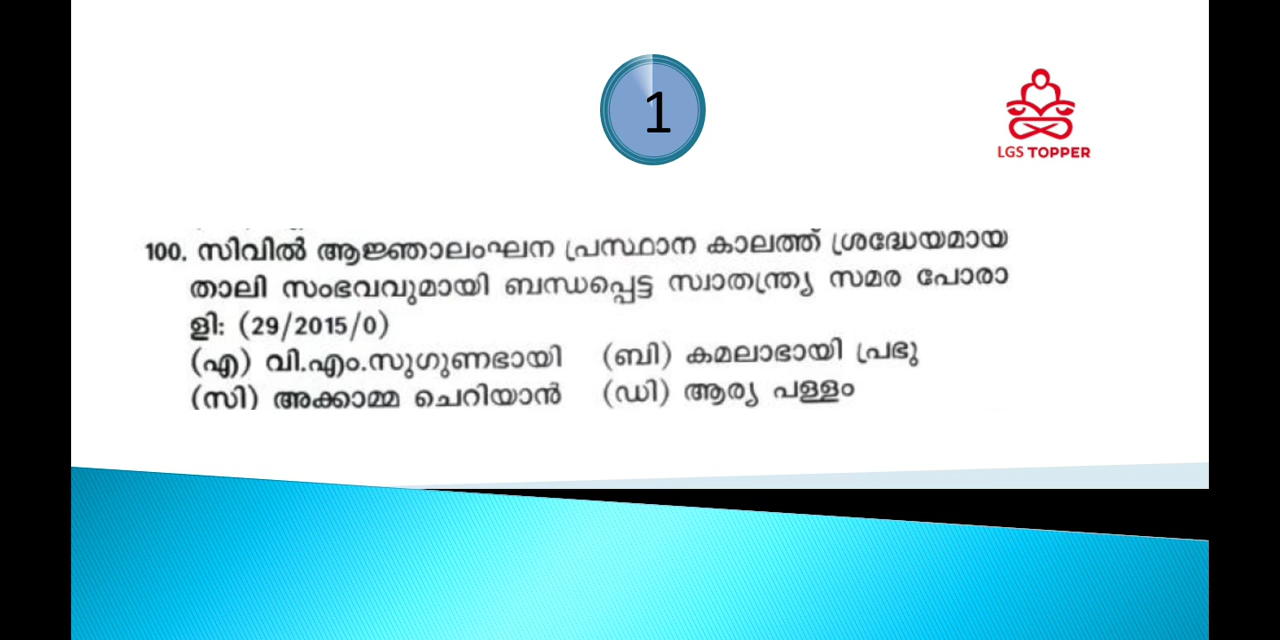 1
LGS TOPPER
100. സിവിൽ ആജ്ഞാലംഘന പ്രസ്ഥാന കാലത്ത് ശ്രദ്ധേയമായ
താലി സംഭവവുമായി ബന്ധപ്പെട്ട സ്വാതന്ത്ര്യ സമര പോരാ
ളി: (29/2015/0)
(എ) വി.എം.സുഗുണഭായി (ബി) കമലാഭായി പ്രഭു
(സി) അക്കാമ്മ ചെറിയാൻ (ഡി) ആര്യ പള്ളം